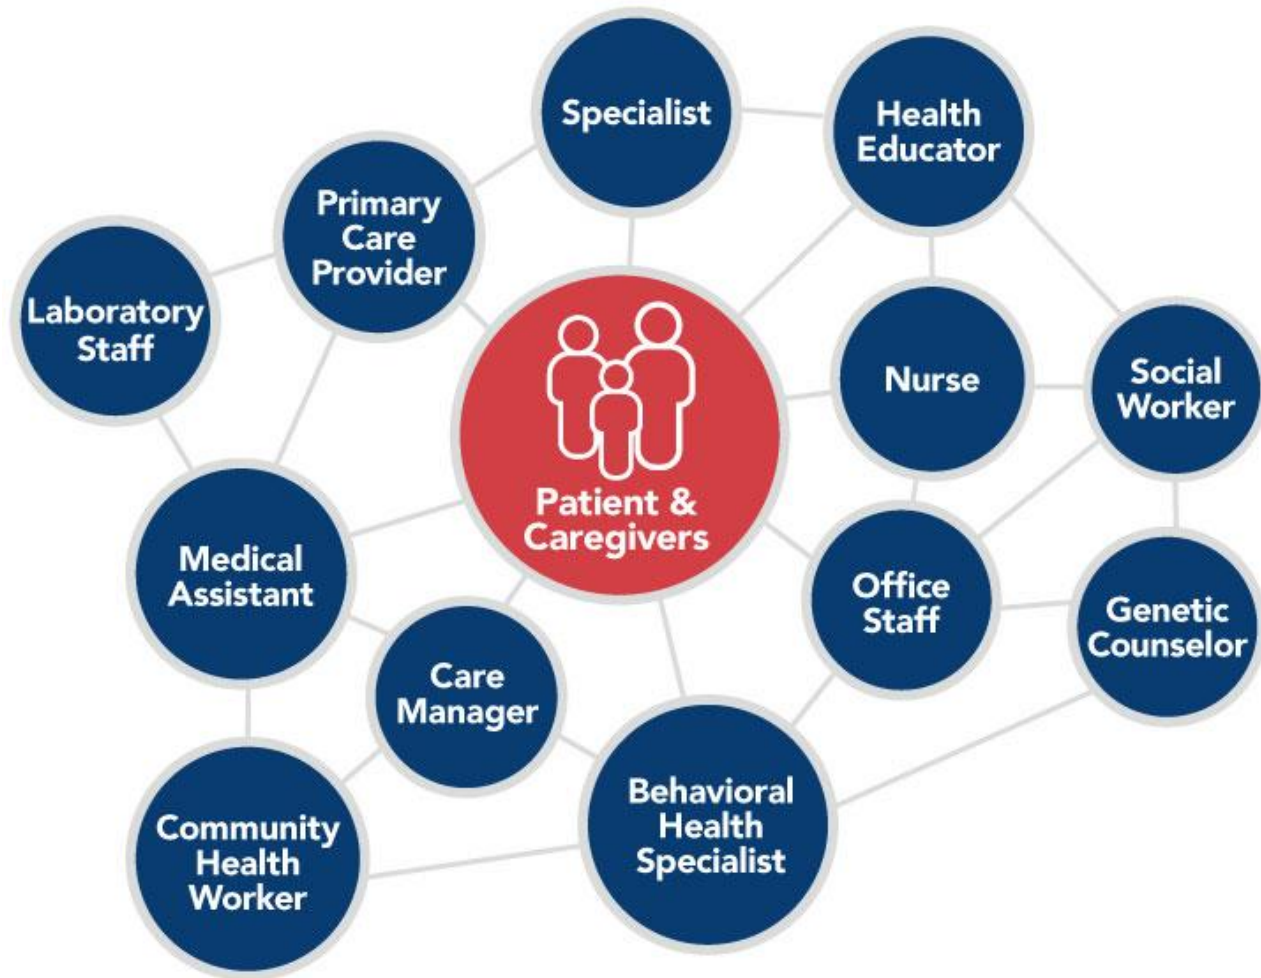 Specialist
Health
Educator
Primary
Care
Provider
Laboratory
Staff
Nurse
Social
Worker
Patient &
Caregivers
Medical
Assistant
Office
Staff
Genetic
Counselor
Care
Manager
Behavioral
Health
Specialist
Community
Health
Worker